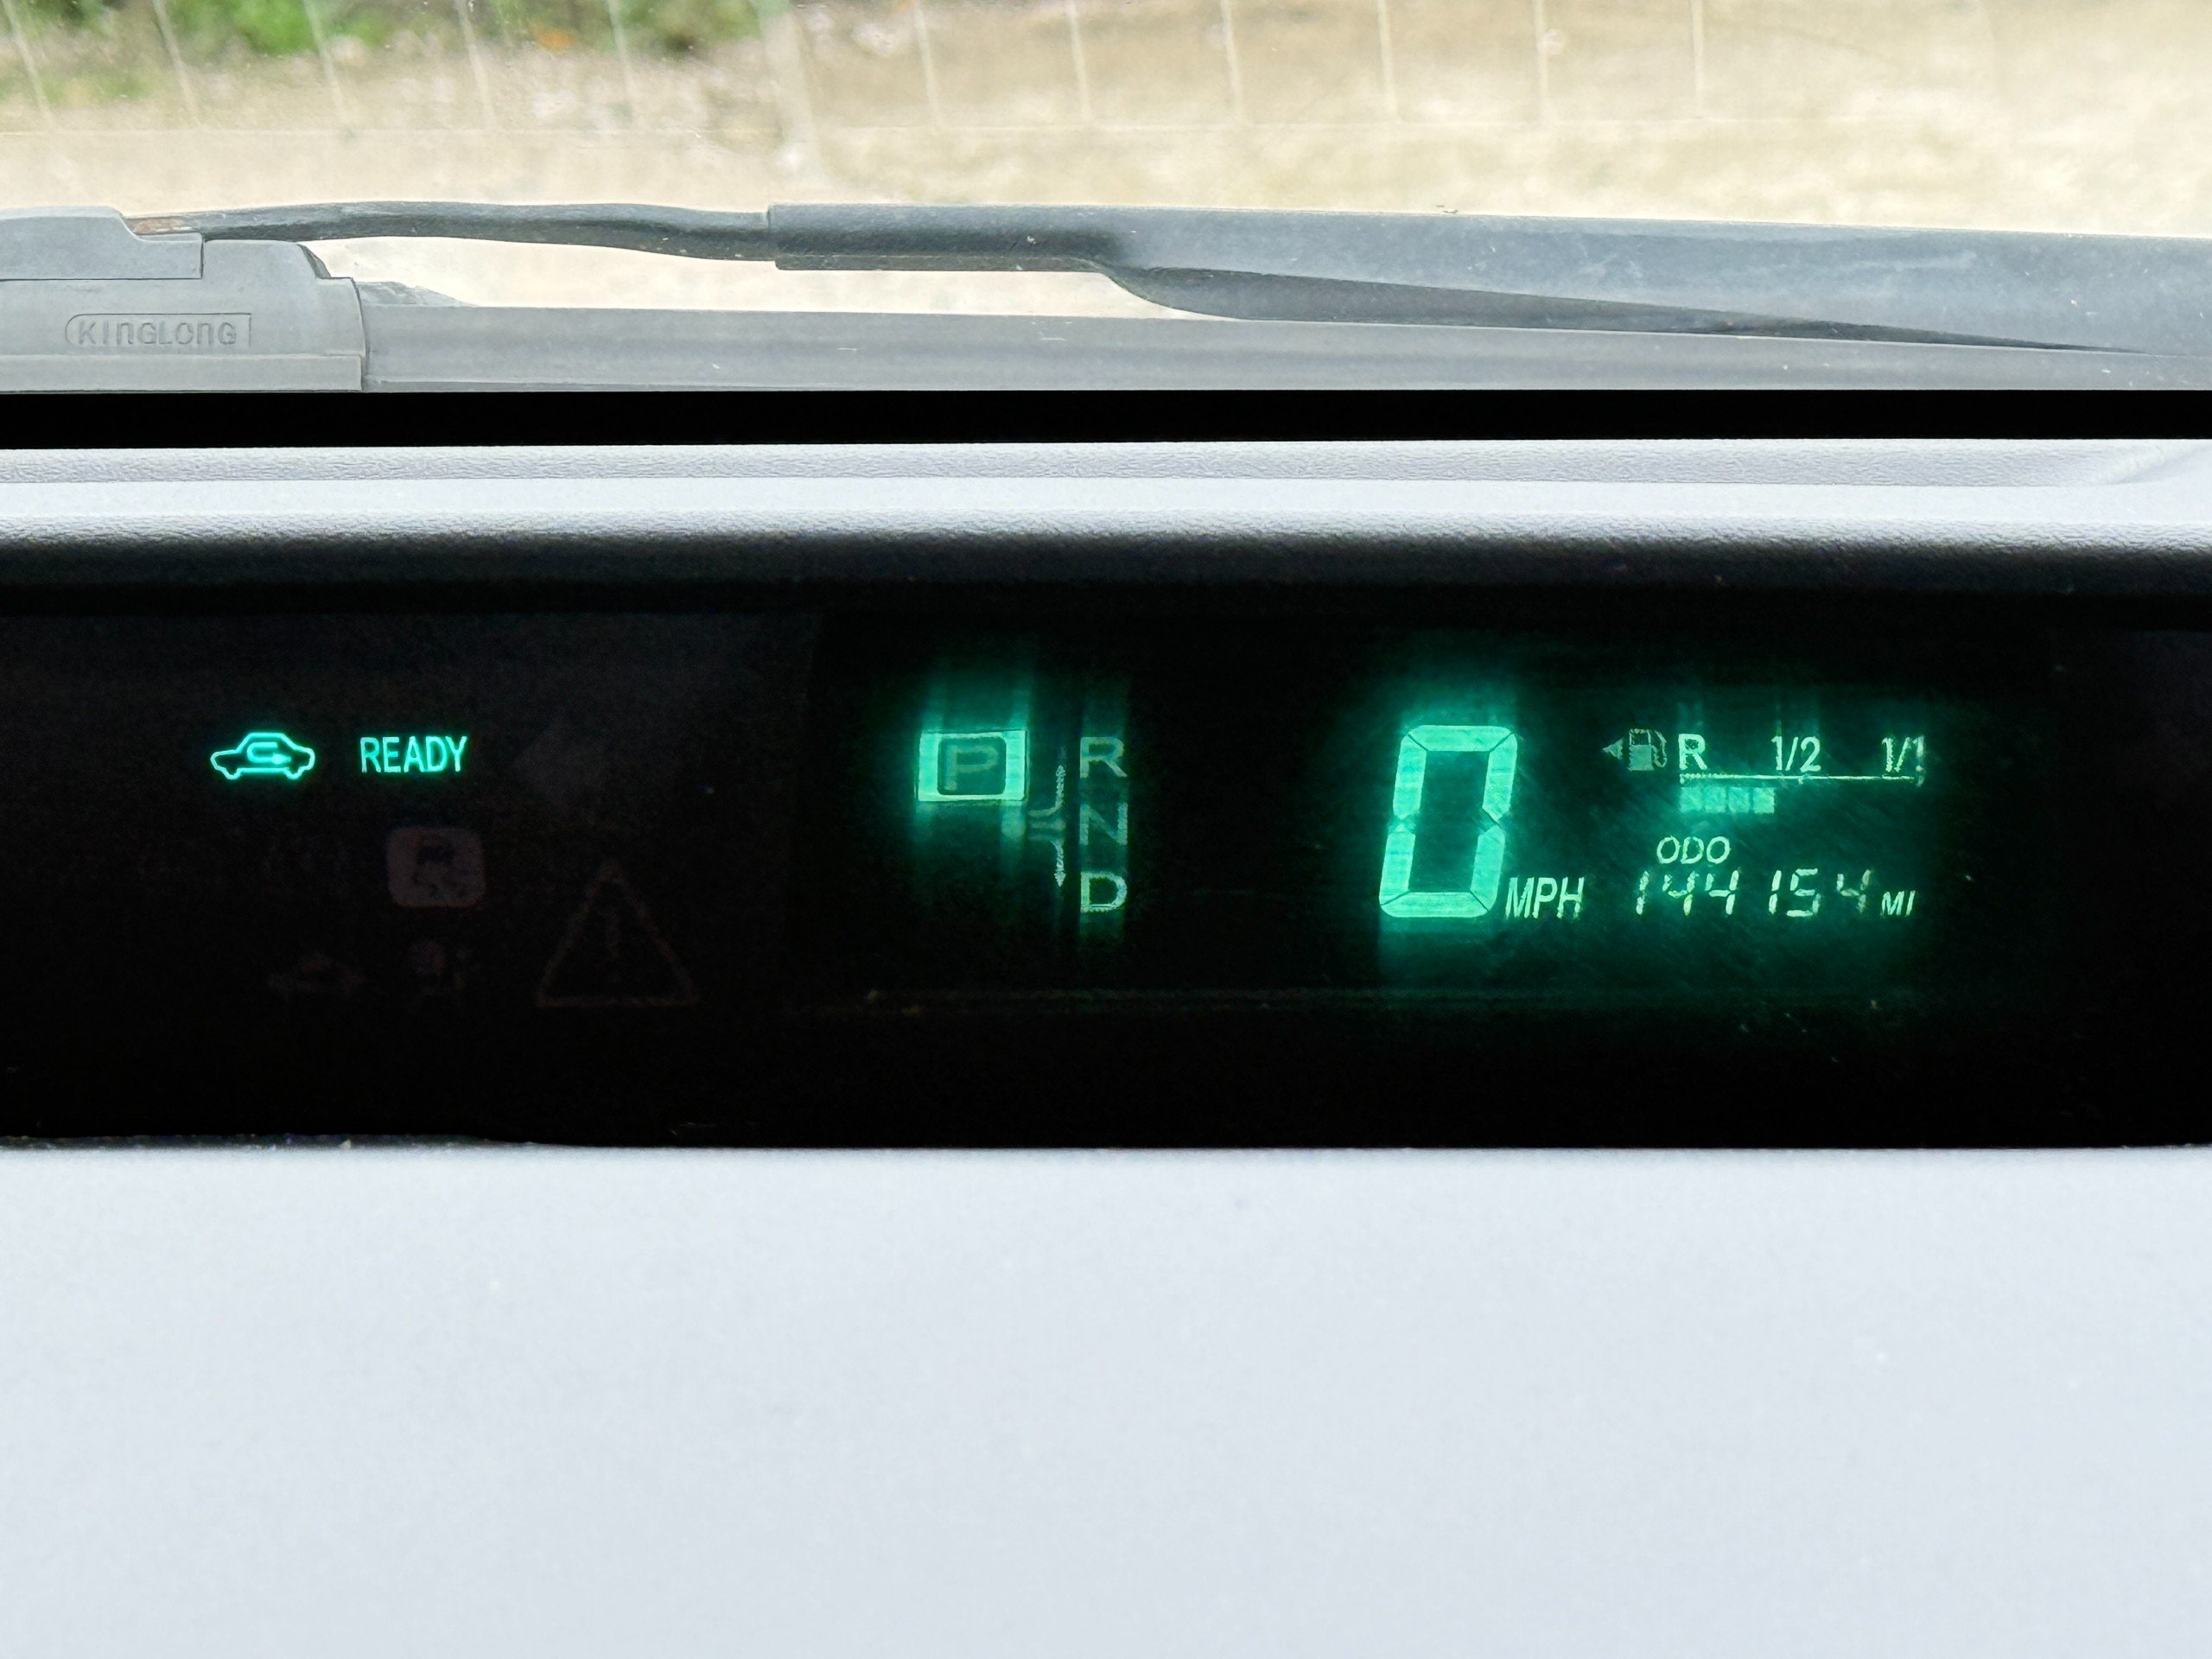 KINGLONG
READY
P
R
N
D
0 MPH
R 1/2 1/1
ODO
144154 MI